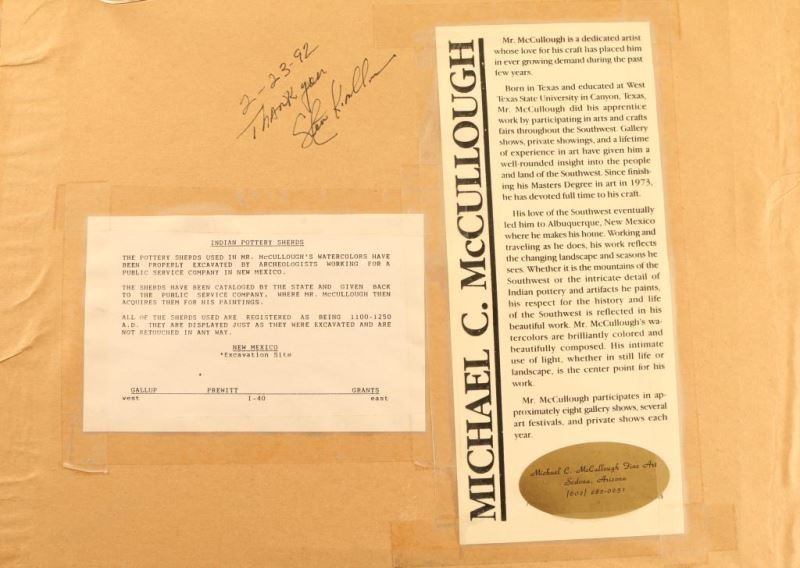 2-23-92
Thank you
INDIAN POTTERY SHERDS
THE POTTERY SHERDS USED IN MR. McCULLOUGH'S WATERCOLORS HAVE
BEEN PROPERLY EXCAVATED BY ARCHEOLOGISTS WORKING FOR A
PUBLIC SERVICE COMPANY IN NEW MEXICO.
THE SHERDS HAVE BEEN CATALOGED BY THE STATE AND GIVEN BACK
TO THE PUBLIC SERVICE COMPANY, WHERE MR. McCULLOUGH THEN
ACQUIRES THEM FOR HIS PAINTINGS.
ALL OF THE SHERDS USED ARE REGISTERED AS BEING 1100-1250
A.D. THEY ARE DISPLAYED JUST AS THEY WERE EXCAVATED AND ARE
NOT RETOUCHED IN ANY WAY.
NEW MEXICO
*Excavation Site
*
GALLUP PREWITT GRANTS
west I-40 east
MICHAEL C. McCULLOUGH
Mr. McCullough is a dedicated artist
whose love for his craft has placed him
in ever growing demand during the past
few years.
Born in Texas and educated at West
Texas State University in Canyon, Texas,
Mr. McCullough did his apprentice
work by participating in arts and crafts
fairs throughout the Southwest. Gallery
shows, private showings, and a lifetime
of experience in art have given him a
well-rounded insight into the people
and land of the Southwest. Since finish-
ing his Masters Degree in art in 1973,
he has devoted full time to his craft.
His love of the Southwest eventually
led him to Albuquerque, New Mexico
where he makes his home. Working and
traveling as he does, his work reflects
the changing landscape and seasons he
sees. Whether it is the mountains of the
Southwest or the intricate detail of
Indian pottery and artifacts he paints,
his respect for the history and life
of the Southwest is reflected in his
beautiful work. Mr. McCullough's wa-
tercolors are brilliantly colored and
beautifully composed. His intimate
use of light, whether in still life or
landscape, is the center point for his
work.
Mr. McCullough participates in ap-
proximately eight gallery shows, several
art festivals, and private shows each
year.
Michael C. McCullough Fine Art
Sedona, Arizona
(602) 282-0051